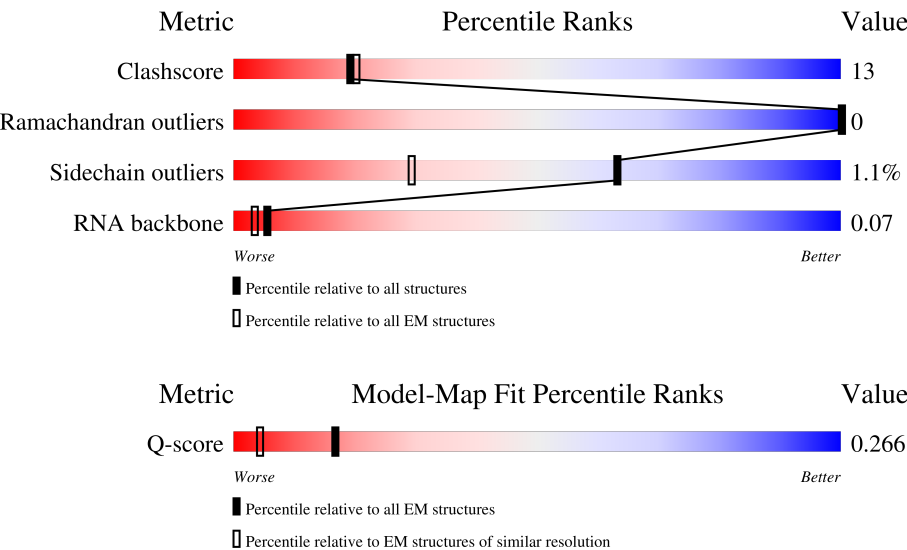 Metric Percentile Ranks Value
Clashscore 13
Ramachandran outliers 0
Sidechain outliers 1.1%
RNA backbone 0.07
Worse Better
Percentile relative to all structures
Percentile relative to all EM structures
Metric Model-Map Fit Percentile Ranks Value
Q-score 0.266
Worse Better
Percentile relative to all EM structures
Percentile relative to EM structures of similar resolution